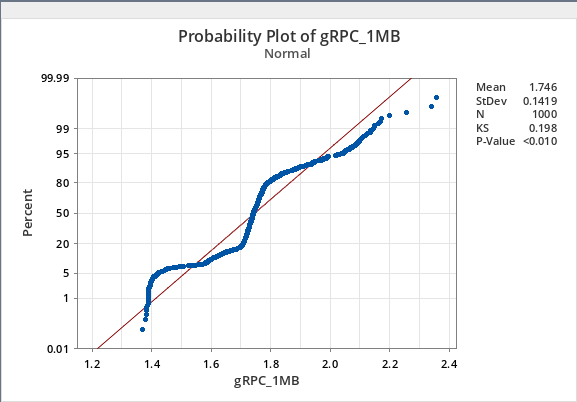 Probability Plot of gRPC_1MB
Normal
99.99
99
95
80
50
20
5
1
0.01
Percent
1.2 1.4 1.6 1.8 2.0 2.2 2.4
gRPC_1MB
Mean 1.746
StDev 0.1419
N 1000
KS 0.198
P-Value <0.010